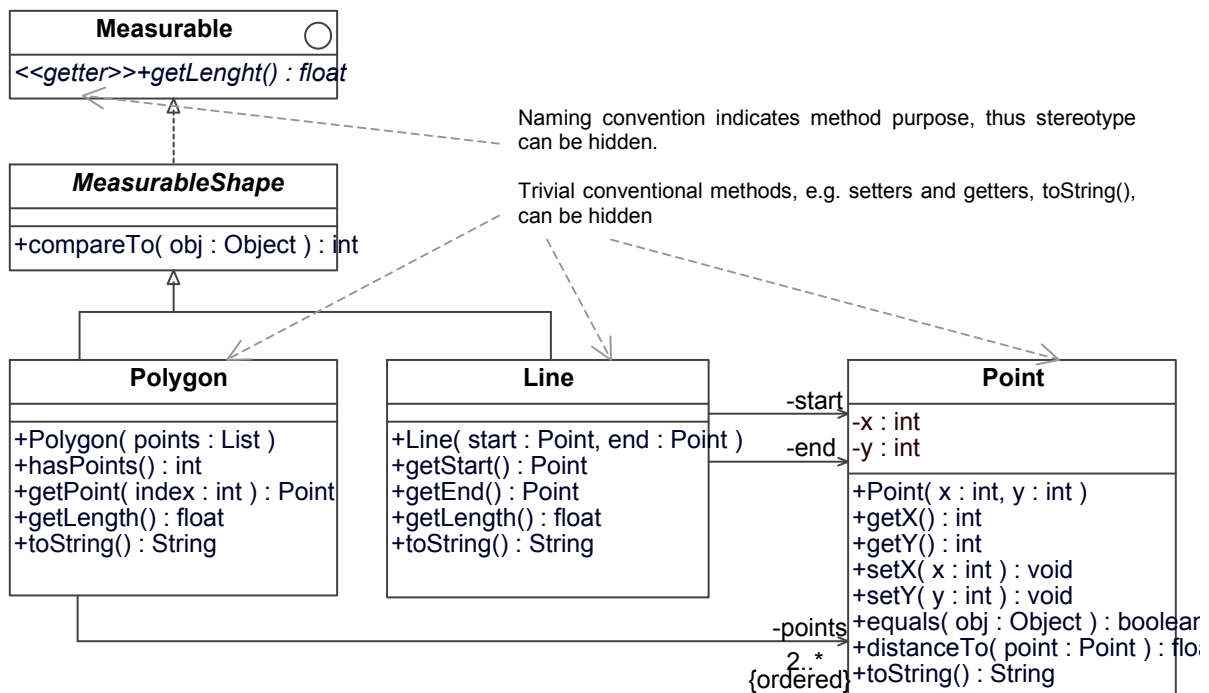 Measurable
<<getter>>+getLenght() : float
Naming convention indicates method purpose, thus stereotype
can be hidden.
MeasurableShape
+compareTo( obj : Object ) : int
Trivial conventional methods, e.g. setters and getters, toString(),
can be hidden
Polygon
+Polygon( points : List )
+hasPoints() : int
+getPoint( index : int ) : Point
+getLength() : float
+toString() : String
Line
+Line( start : Point, end : Point )
+getStart() : Point
+getEnd() : Point
+getLength() : float
+toString() : String
-start
-end
-points
2..*
{ordered}
Point
-x : int
-y : int
+Point( x : int, y : int )
+getX() : int
+getY() : int
+setX( x : int ) : void
+setY( y : int ) : void
+equals( obj : Object ) :
+distanceTo( point : Point ) :
+toString() : String